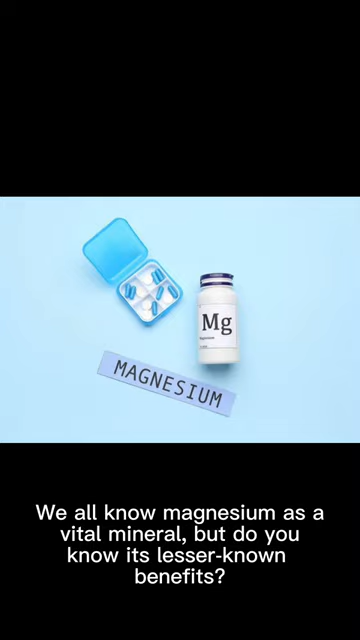 Mg
MAGNESIUM
We all know magnesium as a
vital mineral, but do you
know its lesser-known
benefits?